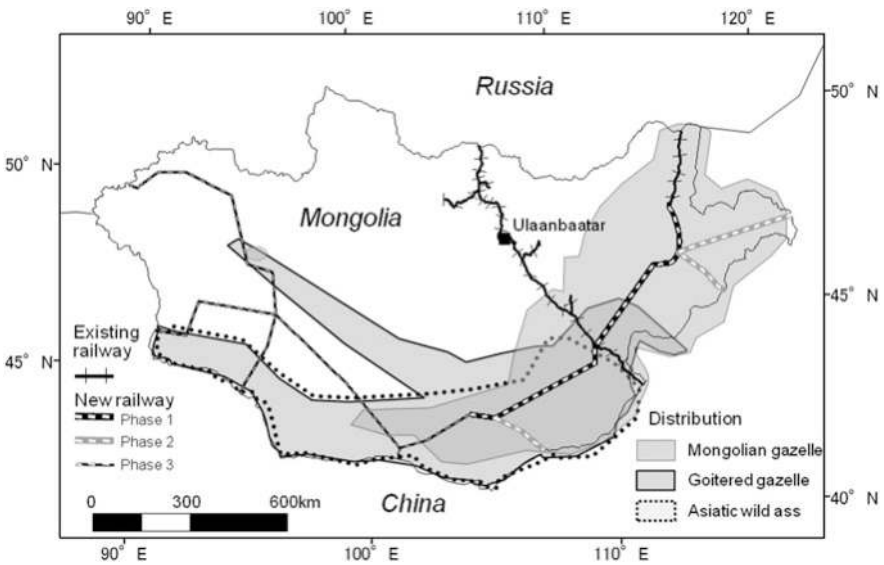 90° E 100° E 110° E 120° E
Russia
50° N
50° N
Mongolia
Ulaanbaatar
45° N
45° N
Existing
railway
New railway
Phase 1
Phase 2
Phase 3
Distribution
Mongolian gazelle
Goitered gazelle
Asiatic wild ass
0 300 600km
China
40° N
90° E 100° E 110° E